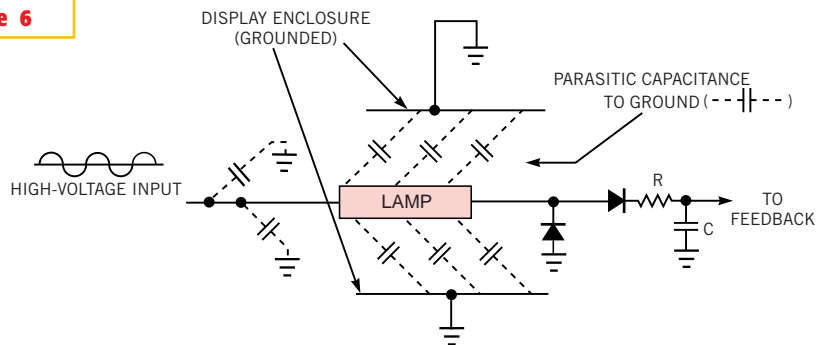 e 6
DISPLAY ENCLOSURE
(GROUNDED)
PARASITIC CAPACITANCE
TO GROUND ( )
HIGH-VOLTAGE INPUT
LAMP
R
C
TO
FEEDBACK